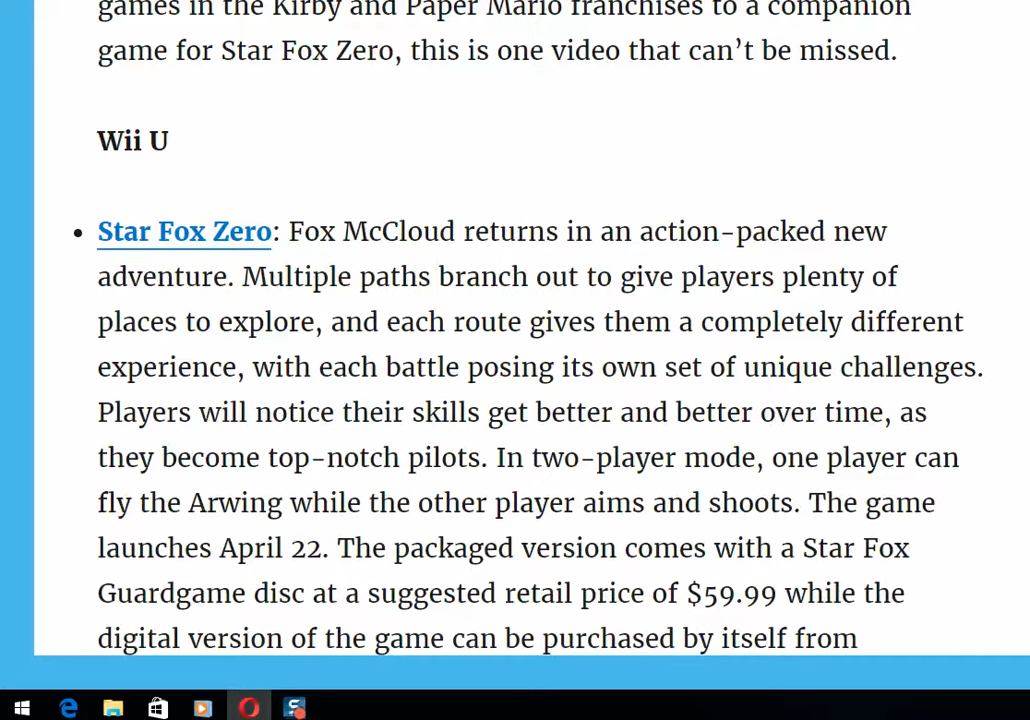 games in the Kirby and Paper Mario franchises to a companion
game for Star Fox Zero, this is one video that can’t be missed.
Wii U
• Star Fox Zero: Fox McCloud returns in an action-packed new
adventure. Multiple paths branch out to give players plenty of
places to explore, and each route gives them a completely different
experience, with each battle posing its own set of unique challenges.
Players will notice their skills get better and better over time, as
they become top-notch pilots. In two-player mode, one player can
fly the Arwing while the other player aims and shoots. The game
launches April 22. The packaged version comes with a Star Fox
Guardgame disc at a suggested retail price of $59.99 while the
digital version of the game can be purchased by itself from